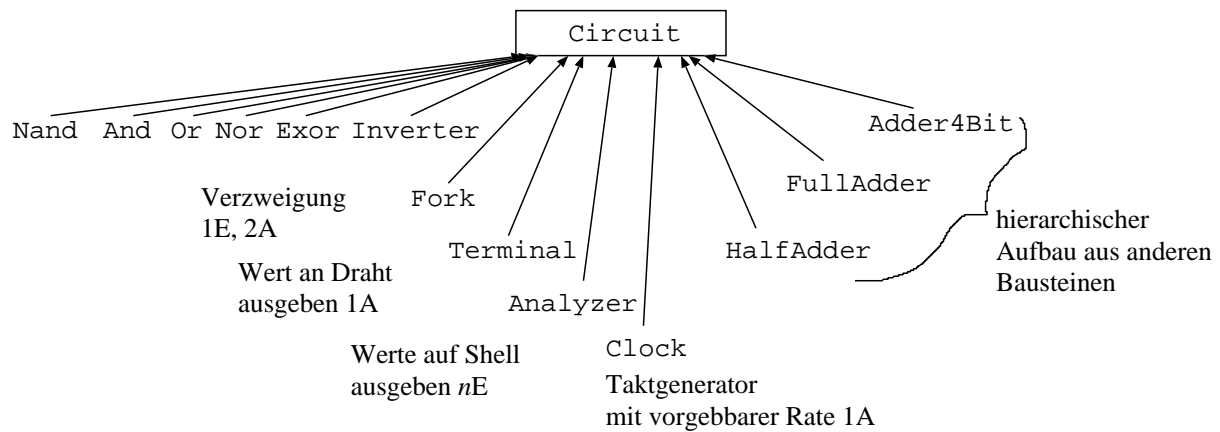 Circuit
Nand And Or Nor Exor Inverter
Adder4Bit
FullAdder
Verzweigung
1E, 2A
Fork
hierarchischer
Aufbau aus anderen
Bausteinen
Terminal
HalfAdder
Wert an Draht
ausgeben 1A
Analyzer
Werte auf Shell
ausgeben nE
Clock
Taktgenerator
mit vorgebbarer Rate 1A